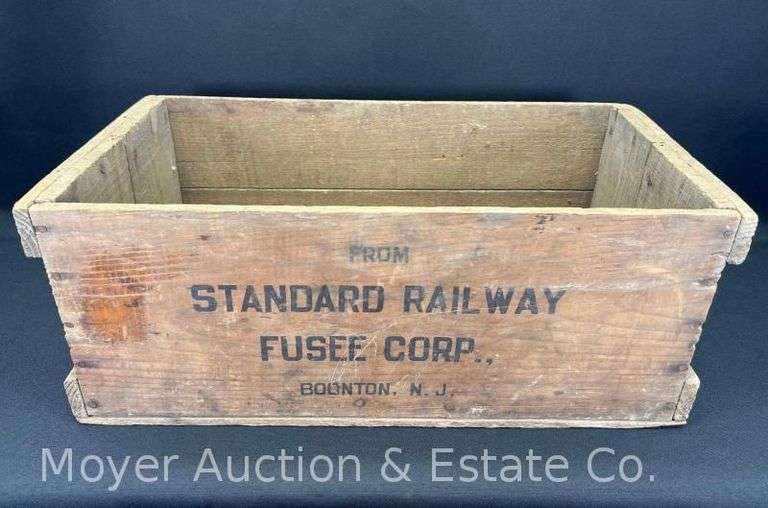 FROM
STANDARD RAILWAY
FUSEE CORP.,
BOONTON, N. J.
Moyer Auction & Estate Co.